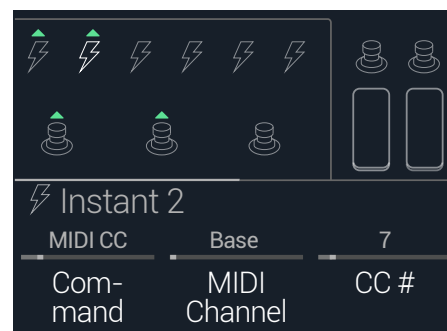 Instant 2
MIDI CC Base 7
Com- MIDI CC #
mand Channel